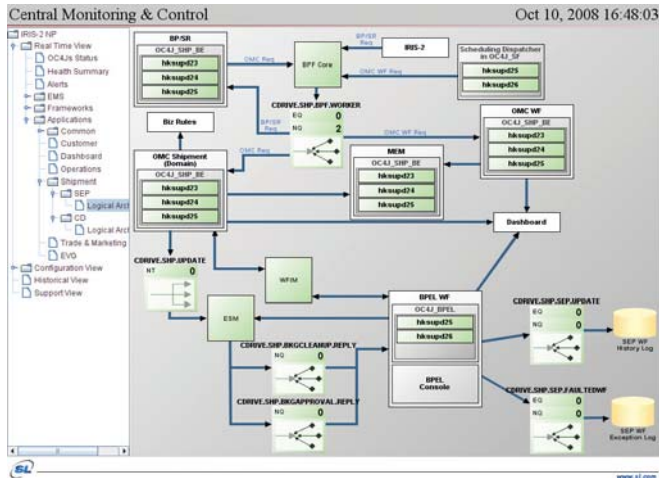 Central Monitoring & Control
Oct 10, 2008 16:48:03
IRIS-2 NP
Real Time View
OC4Js Status
Health Summary
Alerts
EMS
Frameworks
Applications
Common
Customer
Dashboard
Operations
Shipment
SEP
Logical Arch
CD
Logical Arch
Trade & Marketing
EVG
Configuration View
Historical View
Support View
BP/SR
OC4J_SHP_BE
hksupd23
hksupd24
hksupd25
OMC Req
BPF Core
BP/SR
Req
IRIS-2
OMC WF Req
Scheduling Dispatcher
in OC4J_SF
hksupd25
hksupd26
CDRIVE.SHP.BPF.WORKER
EQ 0
NQ 2
BP/SR
Req
OMC WF Req
OMC WF
OC4J_SHP_BE
hksupd23
hksupd24
hksupd25
Biz Rules
OMC Req
OMC Shipment
(Domain)
OC4J_SHP_BE
hksupd23
hksupd24
hksupd25
MEM
OC4J_SHP_BE
hksupd23
hksupd24
hksupd25
Dashboard
CDRIVE.SHP.UPDATE
NT 0
WFIM
ESM
BPEL WF
OC4J_BPEL
hksupd25
hksupd26
BPEL
Console
CDRIVE.SHP.SEP.UPDATE
EQ 0
NQ 0
SEP WF
History Log
CDRIVE.SHP.BKGCLEANUP.REPLY
NQ 0
CDRIVE.SHP.BKGAPPROVAL.REPLY
NQ 0
CDRIVE.SHP.SEP.FAULTEDWF
EQ 0
NQ 0
SEP WF
Exception Log
SL
www.sl.com